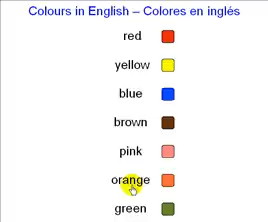 Colours in English – Colores en inglés
red
yellow
blue
brown
pink
orange
green